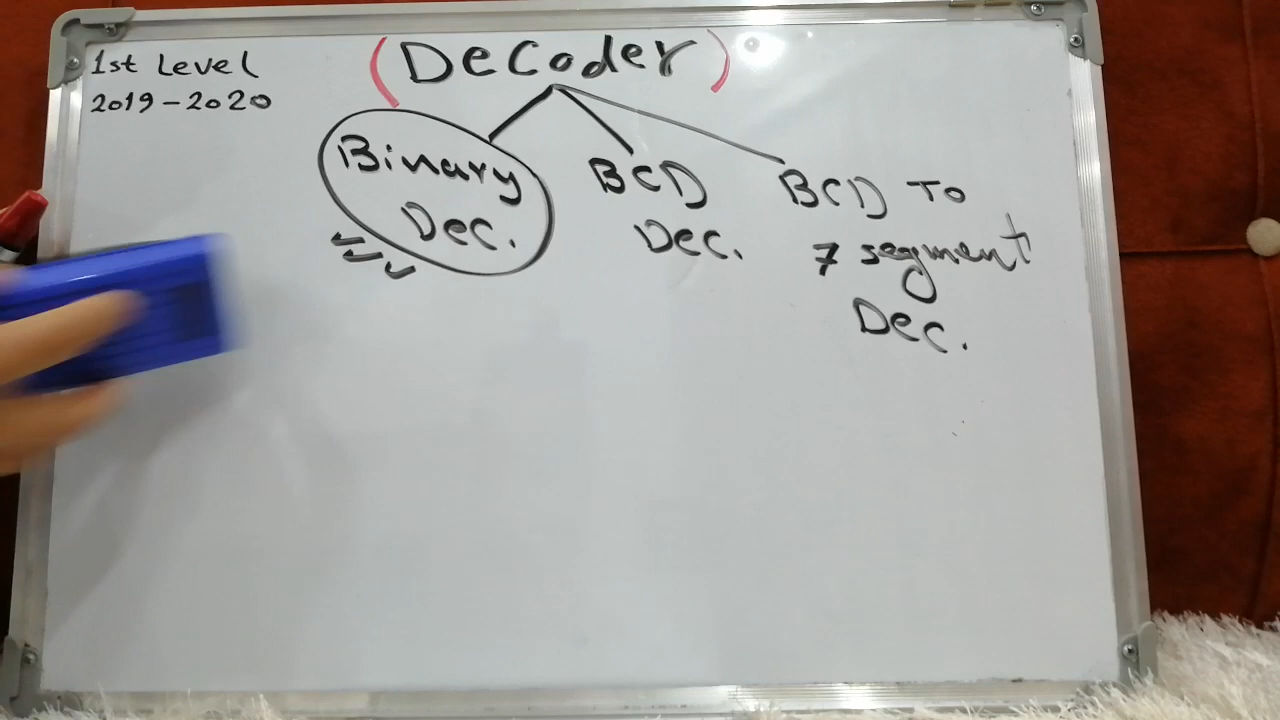 1st Level
2019-2020
(Decoder)
Binary
Dec.
BCD
Dec.
BCD To
7 segment
Dec.